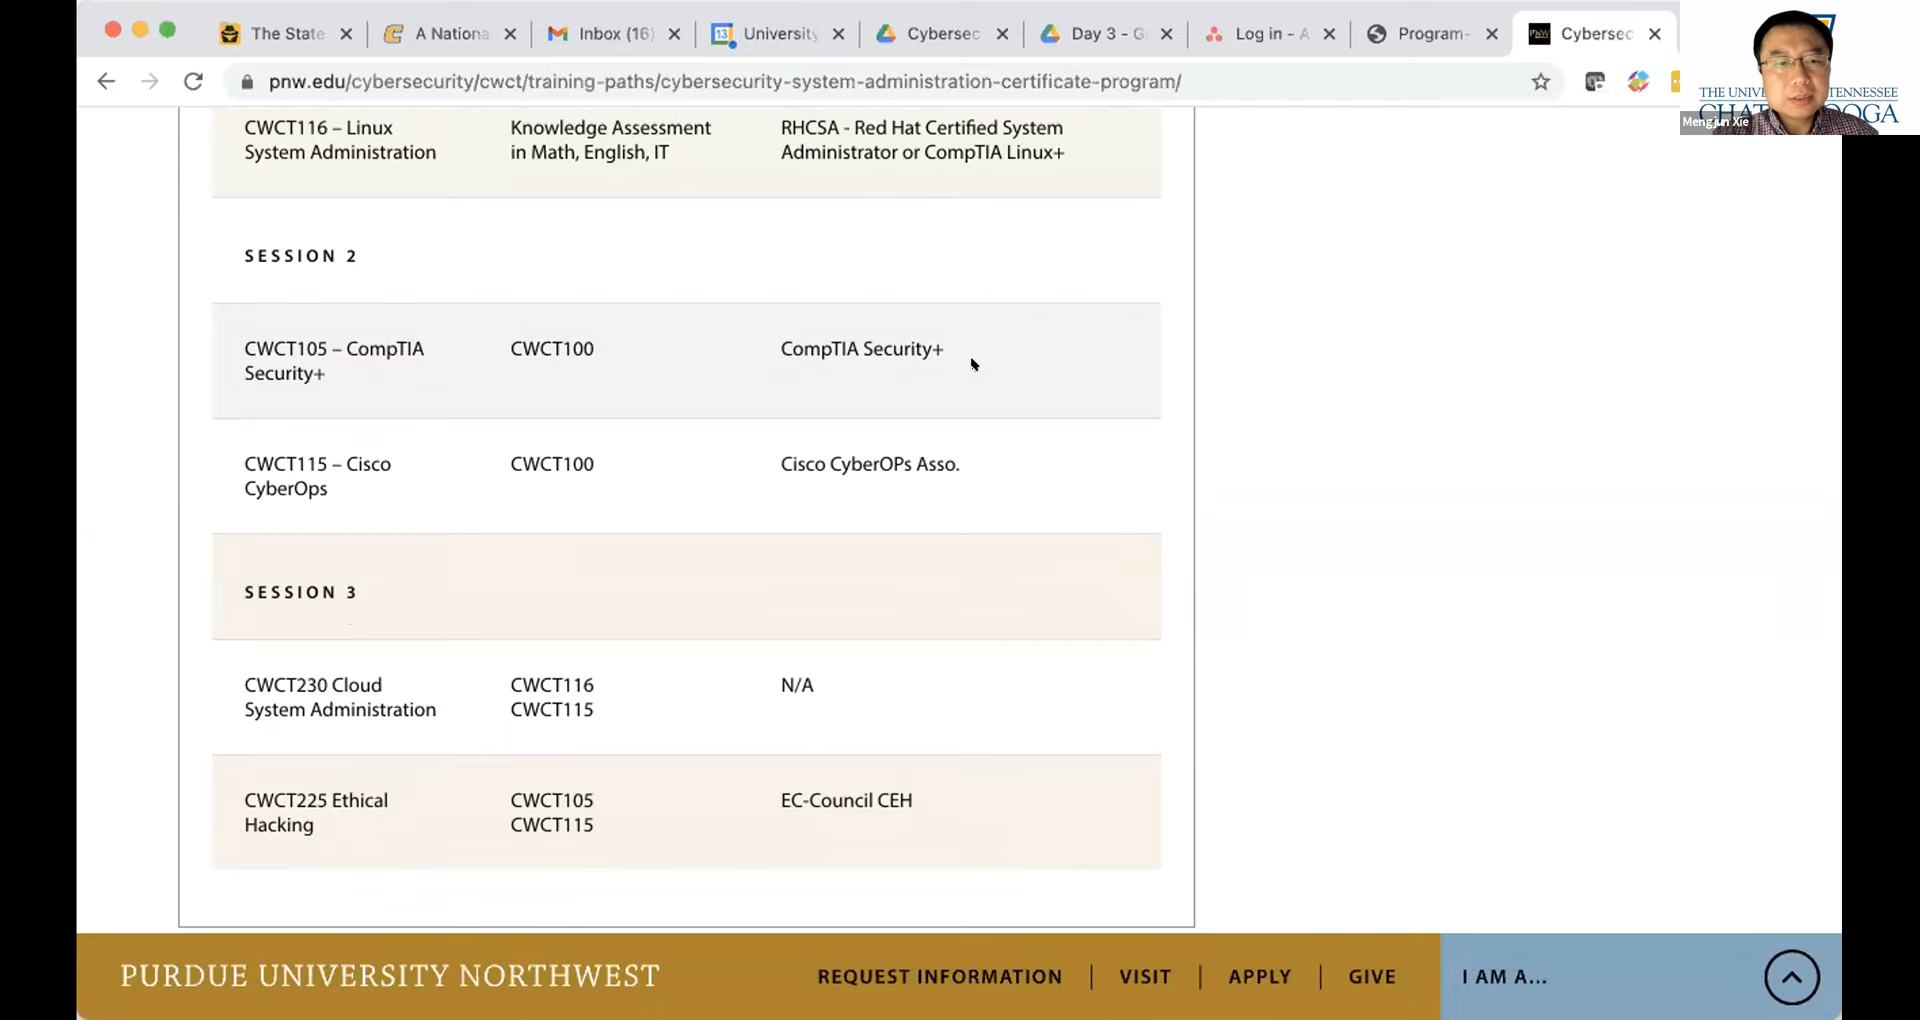 The State
A Nationa
Inbox (16)
13
University
Cybersec
Day 3 - G
Log in - A
Program-
Cybersec
pnw.edu/cybersecurity/cwct/training-paths/cybersecurity-system-administration-certificate-program/
THE UNIV TENNESSEE
CHAT OOGA
Mengjun Xie
CWCT116 – Linux Knowledge Assessment RHCSA - Red Hat Certified System
System Administration in Math, English, IT Administrator or CompTIA Linux+
SESSION 2
CWCT105 – CompTIA CWCT100 CompTIA Security+
Security+
CWCT115 – Cisco CWCT100 Cisco CyberOPs Asso.
CyberOps
SESSION 3
CWCT230 Cloud CWCT116 N/A
System Administration CWCT115
CWCT225 Ethical CWCT105 EC-Council CEH
Hacking CWCT115
PURDUE UNIVERSITY NORTHWEST REQUEST INFORMATION | VISIT | APPLY | GIVE I AM A...